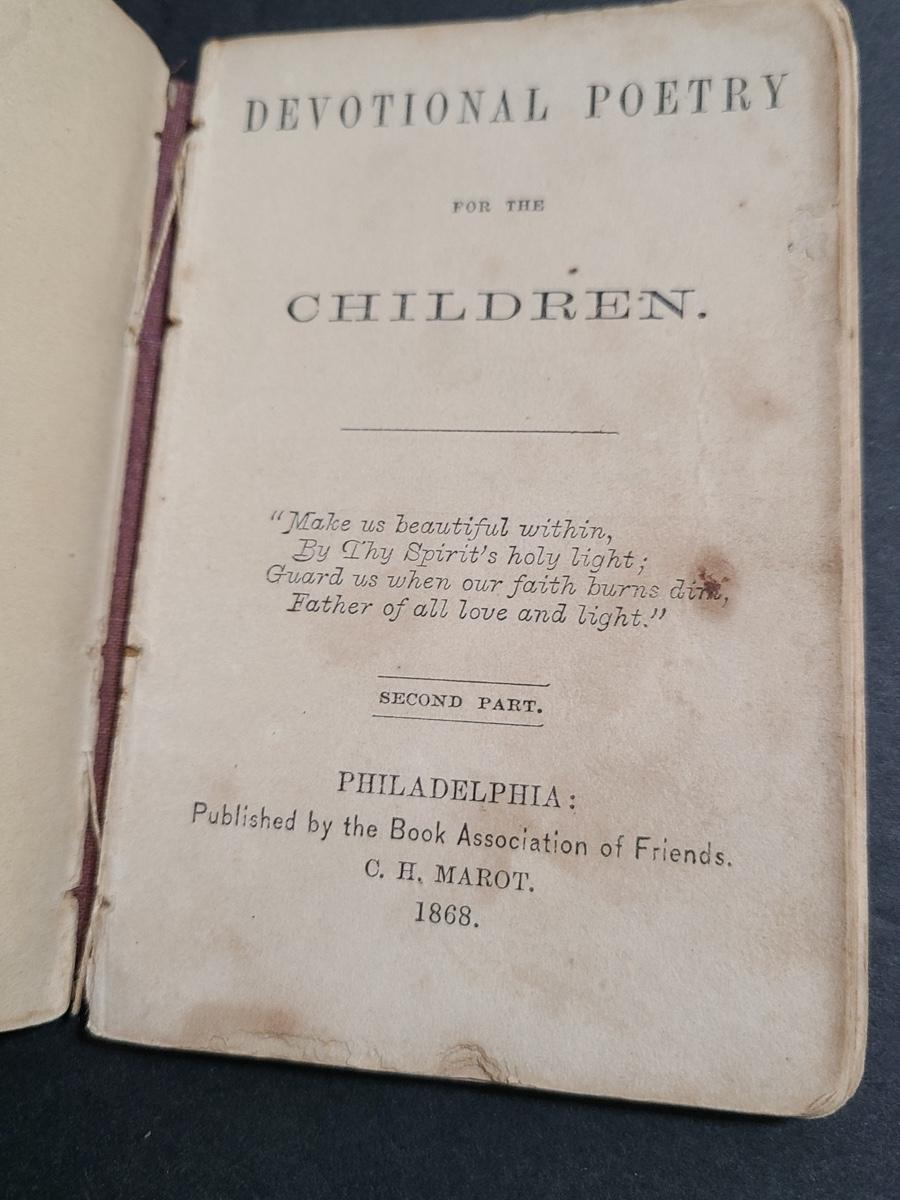 DEVOTIONAL POETRY
FOR THE
CHILDREN.
"Make us beautiful within,
By Thy Spirit's holy light;
Guard us when our faith burns dim,
Father of all love and light."
SECOND PART.
PHILADELPHIA:
Published by the Book Association of Friends.
C. H. MAROT.
1868.